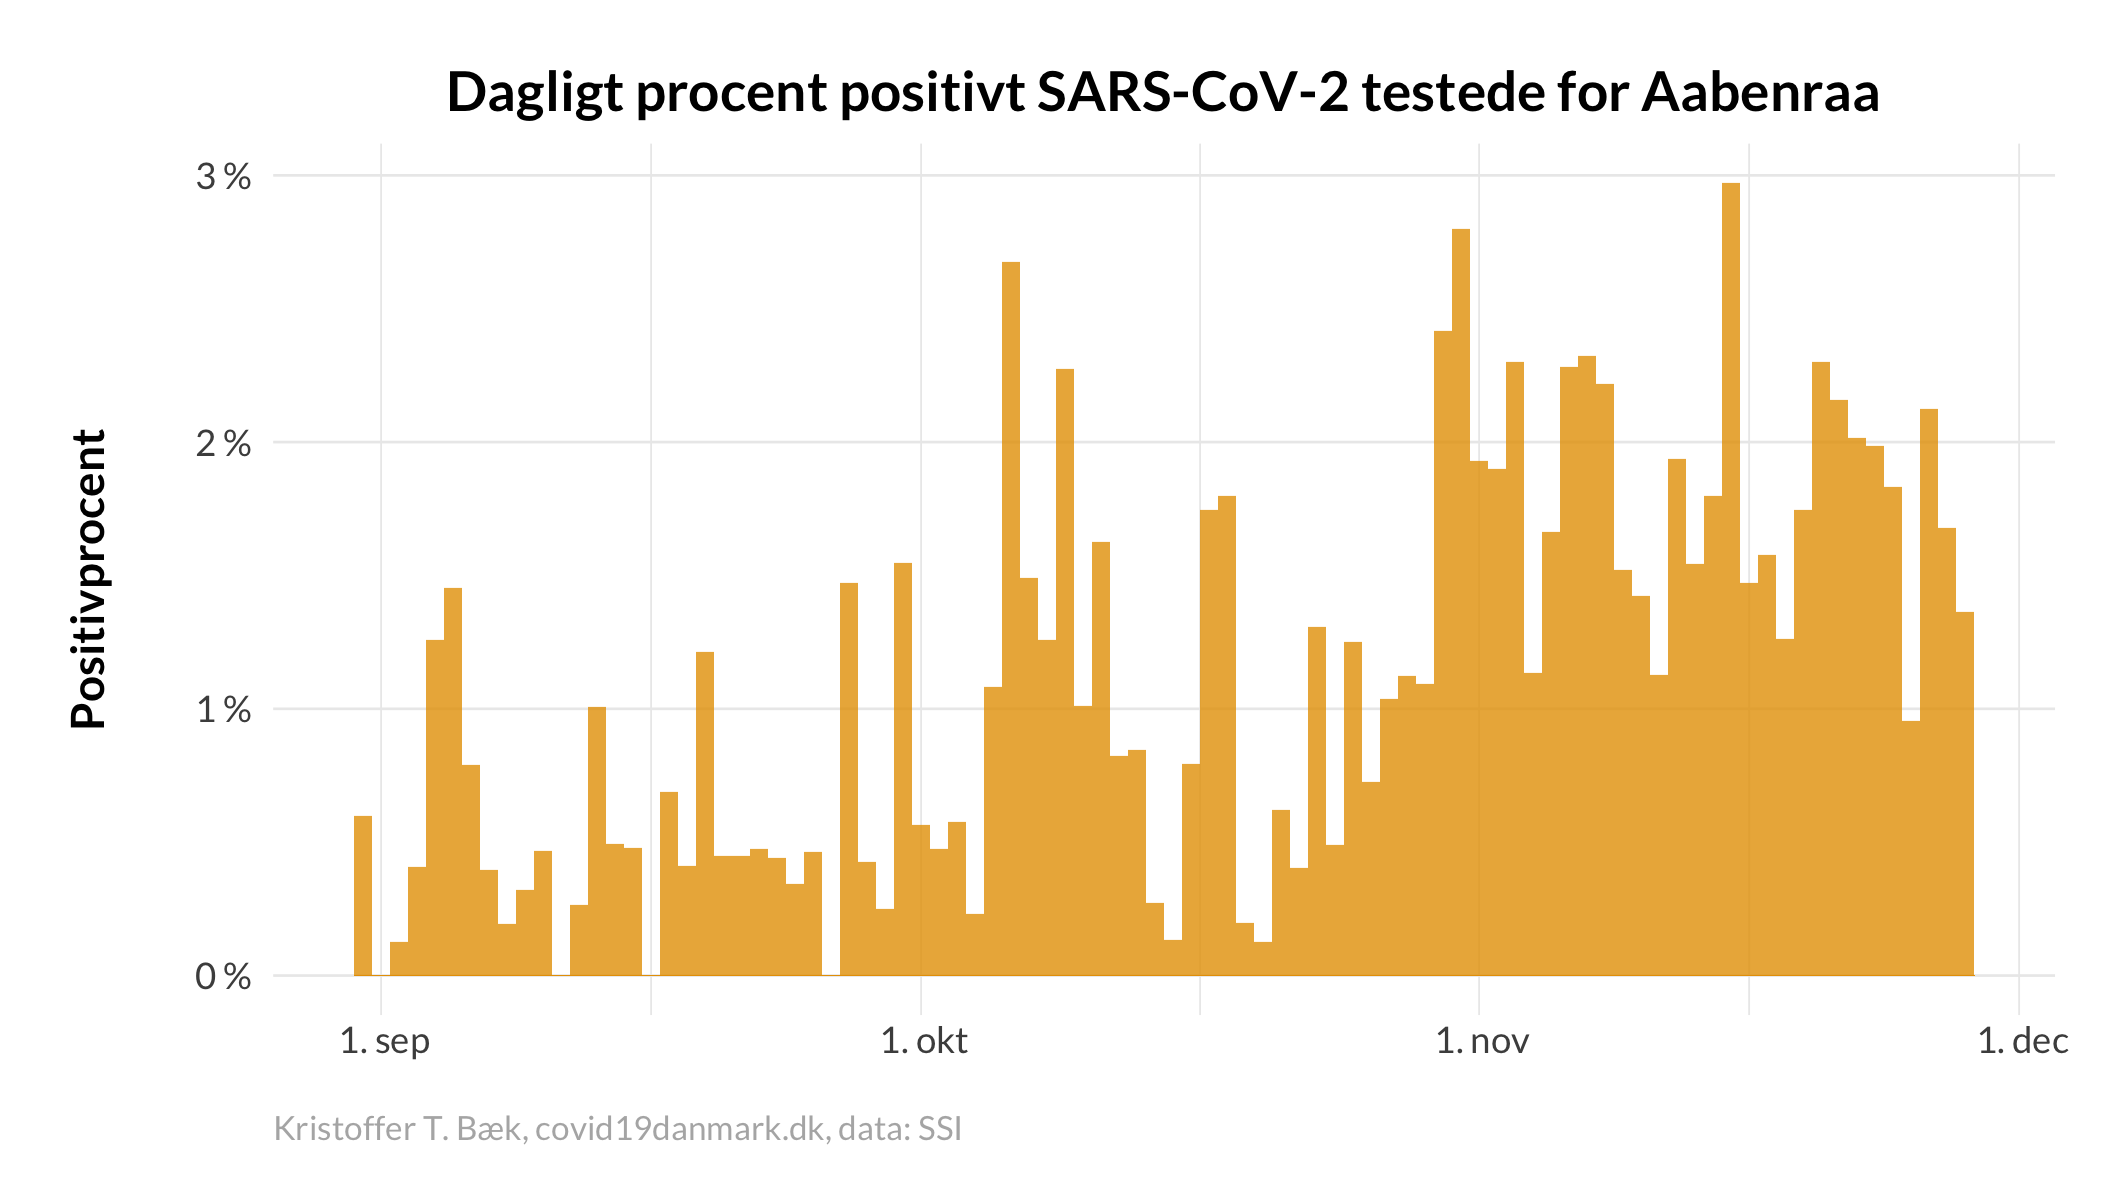 Dagligt procent positivt SARS-CoV-2 testede for Aabenraa
Positivprocent
3 %
2 %
1 %
0 %
1. sep
1. okt
1. nov
1. dec
Kristoffer T. Bæk, covid19danmark.dk, data: SSI